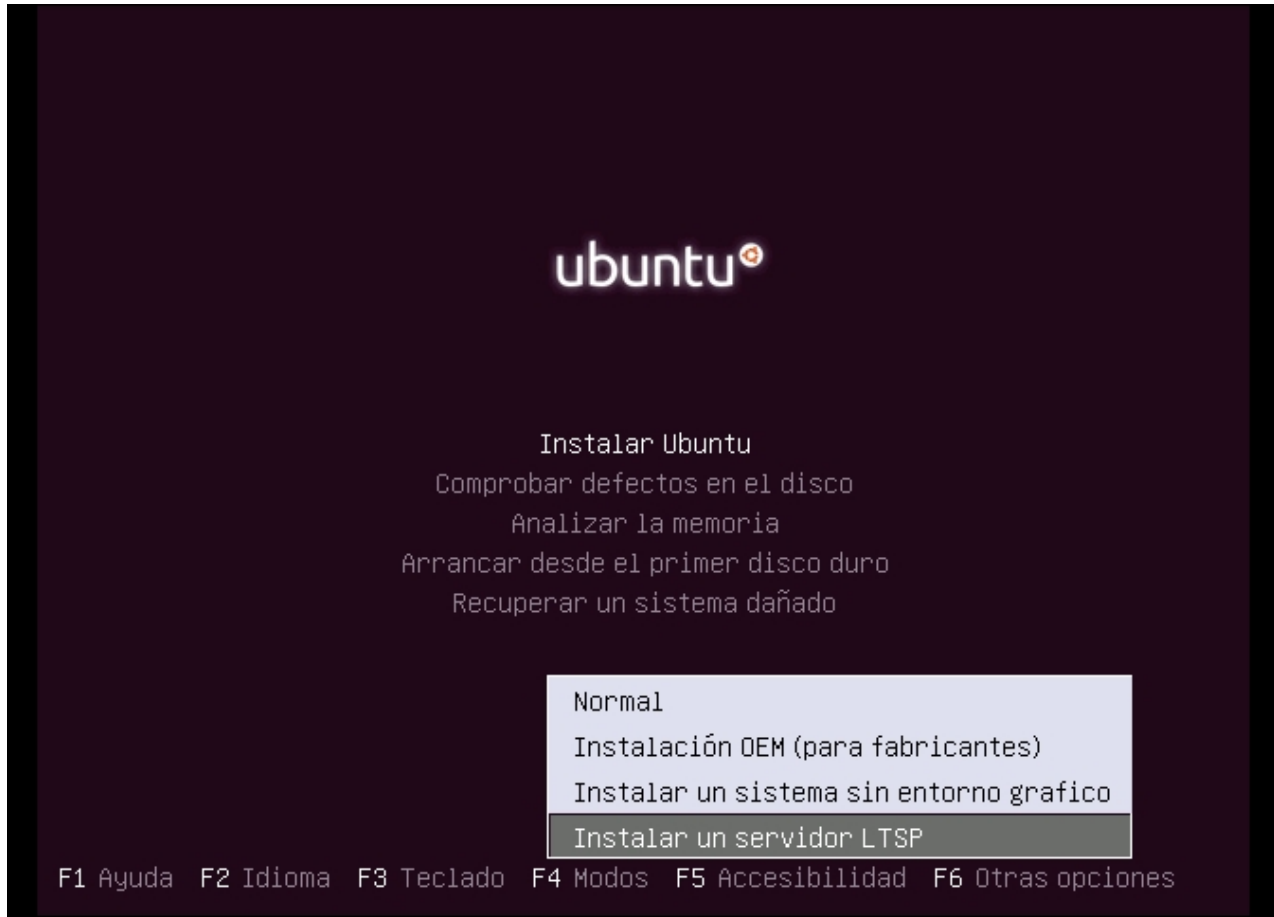 ubuntu
Instalar Ubuntu
Comprobar defectos en el disco
Analizar la memoria
Arrancar desde el primer disco duro
Recuperar un sistema dañado
Normal
Instalación OEM (para fabricantes)
Instalar un sistema sin entorno grafico
Instalar un servidor LTSP
F1 Ayuda F2 Idioma F3 Teclado F4 Modos F5 Accesibilidad F6 Otras opciones